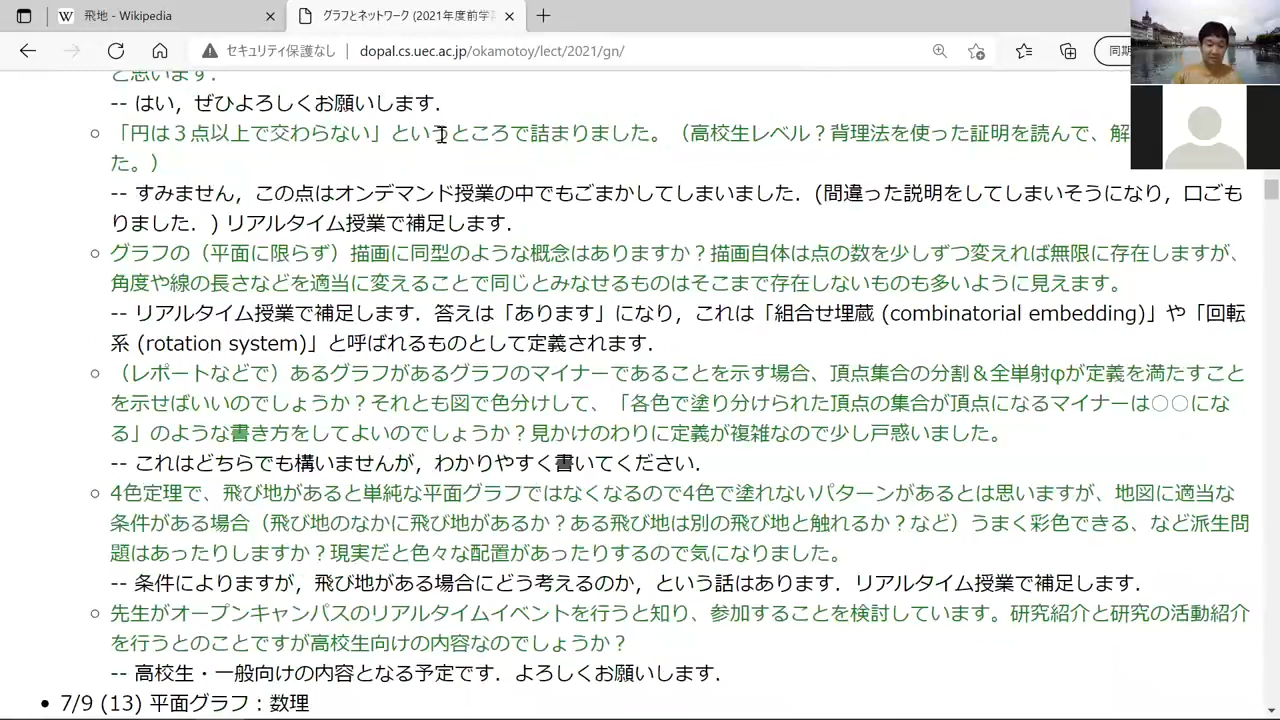 飛地 - Wikipedia
グラフとネットワーク (2021年度前学
セキュリティ保護なし
dopal.cs.uec.ac.jp/okamotoy/lect/2021/gn/
同期
と思います．
-- はい，ぜひよろしくお願いします．
「円は３点以上で交わらない」というところで詰まりました。（高校生レベル？背理法を使った証明を読んで、解
た。）
-- すみません，この点はオンデマンド授業の中でもごまかしてしまいました．(間違った説明をしてしまいそうになり，口ごも
りました．) リアルタイム授業で補足します．
グラフの（平面に限らず）描画に同型のような概念はありますか？描画自体は点の数を少しずつ変えれば無限に存在しますが、
角度や線の長さなどを適当に変えることで同じとみなせるものはそこまで存在しないものも多いように見えます。
-- リアルタイム授業で補足します．答えは「あります」になり，これは「組合せ埋蔵 (combinatorial embedding)」や「回転
系 (rotation system)」と呼ばれるものとして定義されます．
（レポートなどで）あるグラフがあるグラフのマイナーであることを示す場合、頂点集合の分割＆全単射φが定義を満たすこと
を示せばいいのでしょうか？それとも図で色分けして、「各色で塗り分けられた頂点の集合が頂点になるマイナーは○○にな
る」のような書き方をしてよいのでしょうか？見かけのわりに定義が複雑なので少し戸惑いました。
-- これはどちらでも構いませんが，わかりやすく書いてください．
4色定理で、飛び地があると単純な平面グラフではなくなるので4色で塗れないパターンがあるとは思いますが、地図に適当な
条件がある場合（飛び地のなかに飛び地があるか？ある飛び地は別の飛び地と触れるか？など）うまく彩色できる、など派生問
題はあったりしますか？現実だと色々な配置があったりするので気になりました。
-- 条件によりますが，飛び地がある場合にどう考えるのか，という話はあります．リアルタイム授業で補足します．
先生がオープンキャンパスのリアルタイムイベントを行うと知り、参加することを検討しています。研究紹介と研究の活動紹介
を行うとのことですが高校生向けの内容なのでしょうか？
-- 高校生・一般向けの内容となる予定です．よろしくお願いします．
7/9 (13) 平面グラフ：数理